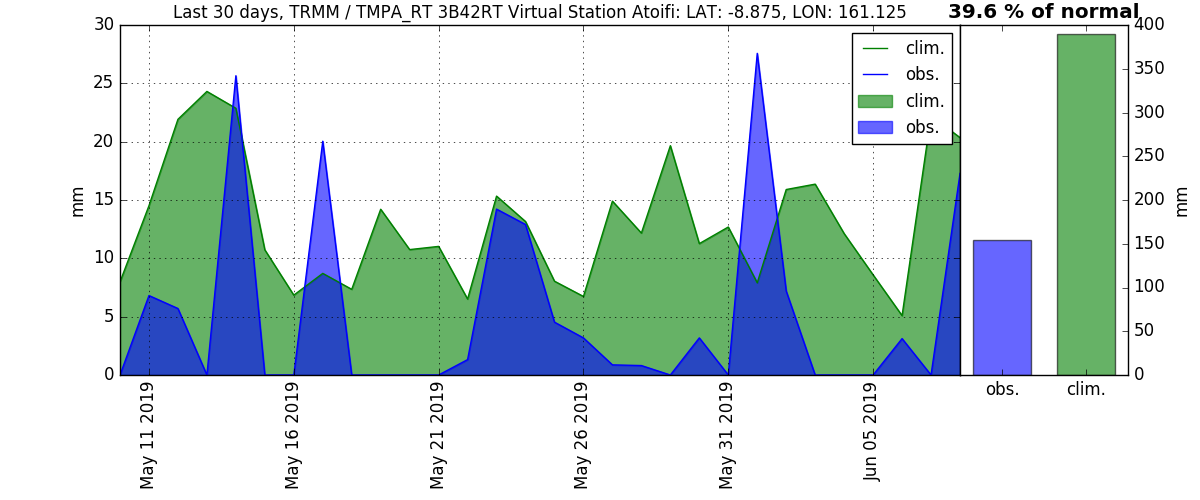 Last 30 days, TRMM / TMPA_RT 3B42RT Virtual Station Atoifi: LAT: -8.875, LON: 161.125
39.6 % of normal
30
25
20
15
10
5
0
mm
clim.
obs.
clim.
obs.
May 11 2019
May 16 2019
May 21 2019
May 26 2019
May 31 2019
Jun 05 2019
400
350
300
250
200
150
100
50
0
mm
obs.
clim.